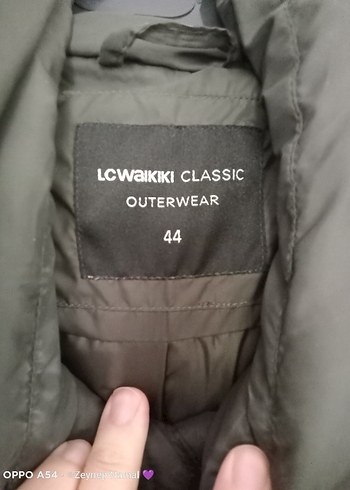 LCWAIKIKI CLASSIC
OUTERWEAR
44
OPPO A54